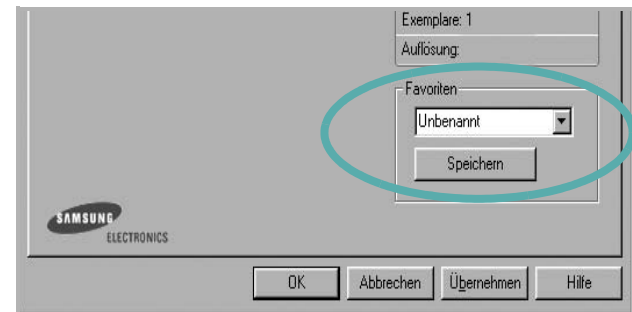 Exemplare: 1
Auflösung:
Favoriten
Unbenannt
Speichern
SAMSUNG
ELECTRONICS
OK Abbrechen Übernehmen Hilfe